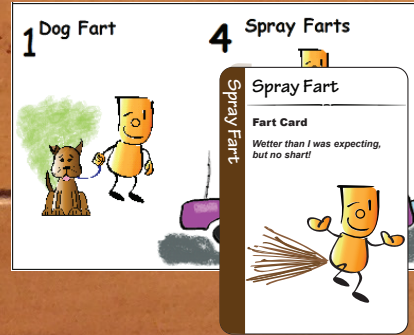 1 Dog Fart
4 Spray Farts
Spray Fart
Spray Fart
Fart Card
Wetter than I was expecting,
but no shart!